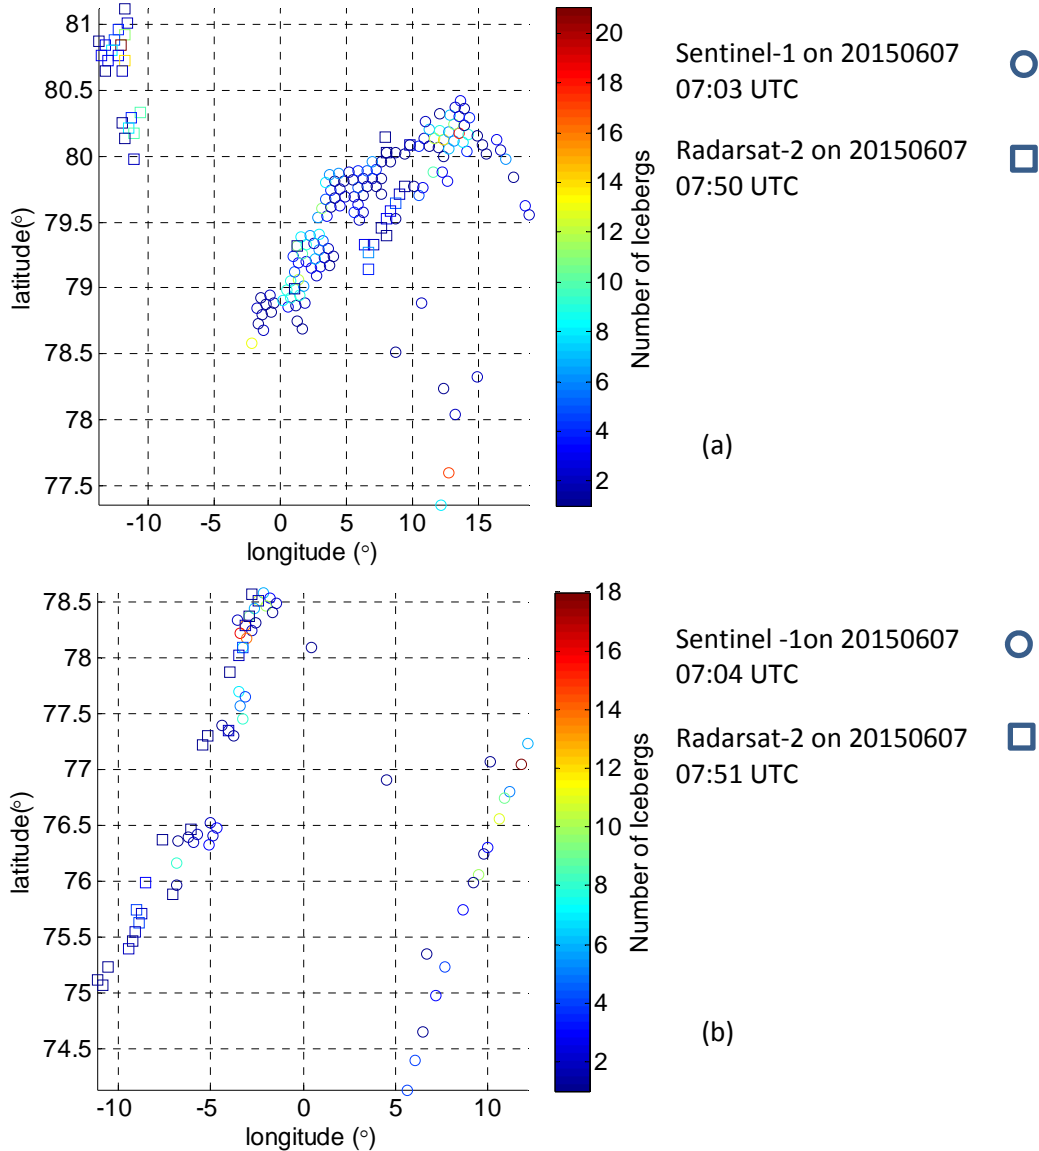 81
80.5
80
79.5
79
78.5
78
77.5
latitude(°)
-10
-5
0
5
10
15
longitude (°)
20
18
16
14
12
10
8
6
4
2
Number of Icebergs
Sentinel-1 on 20150607
07:03 UTC
Radarsat-2 on 20150607
07:50 UTC
(a)
78.5
78
77.5
77
76.5
76
75.5
75
74.5
latitude(°)
-10
-5
0
5
10
longitude (°)
18
16
14
12
10
8
6
4
2
Number of Icebergs
Sentinel -1on 20150607
07:04 UTC
Radarsat-2 on 20150607
07:51 UTC
(b)